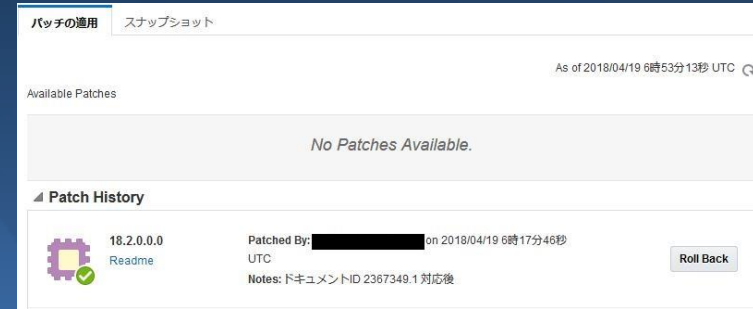 パッチの適用 スナップショット
As of 2018/04/19 6時53分13秒 UTC
Available Patches
No Patches Available.
Patch History
18.2.0.0.0
Readme
Patched By: on 2018/04/19 6時17分46秒
UTC
Notes: ドキュメントID 2367349.1 対応後
Roll Back